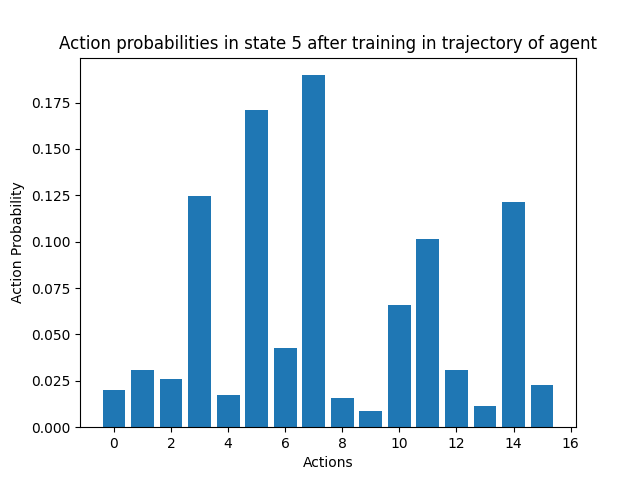 Action probabilities in state 5 after training in trajectory of agent
0.175
0.150
0.125
0.100
0.075
0.050
0.025
0.000
Action Probability
0 2 4 6 8 10 12 14 16
Actions